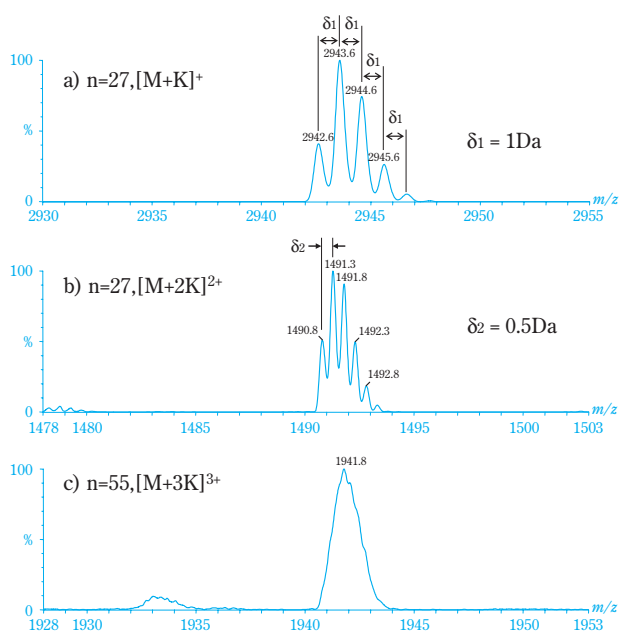 δ1 δ1
2943.6
100
a) n=27,[M+K]+
δ1
2944.6
δ1
%
2942.6
δ1 = 1Da
2945.6
0
m/z
2930 2935 2940 2945 2950 2955
δ2
1491.3
100
1491.8
b) n=27,[M+2K]2+
δ2 = 0.5Da
1490.8
1492.3
%
1492.8
0
m/z
1478 1480 1485 1490 1495 1500 1503
1941.8
100
c) n=55,[M+3K]3+
%
0
m/z
1928 1930 1935 1940 1945 1950 1953